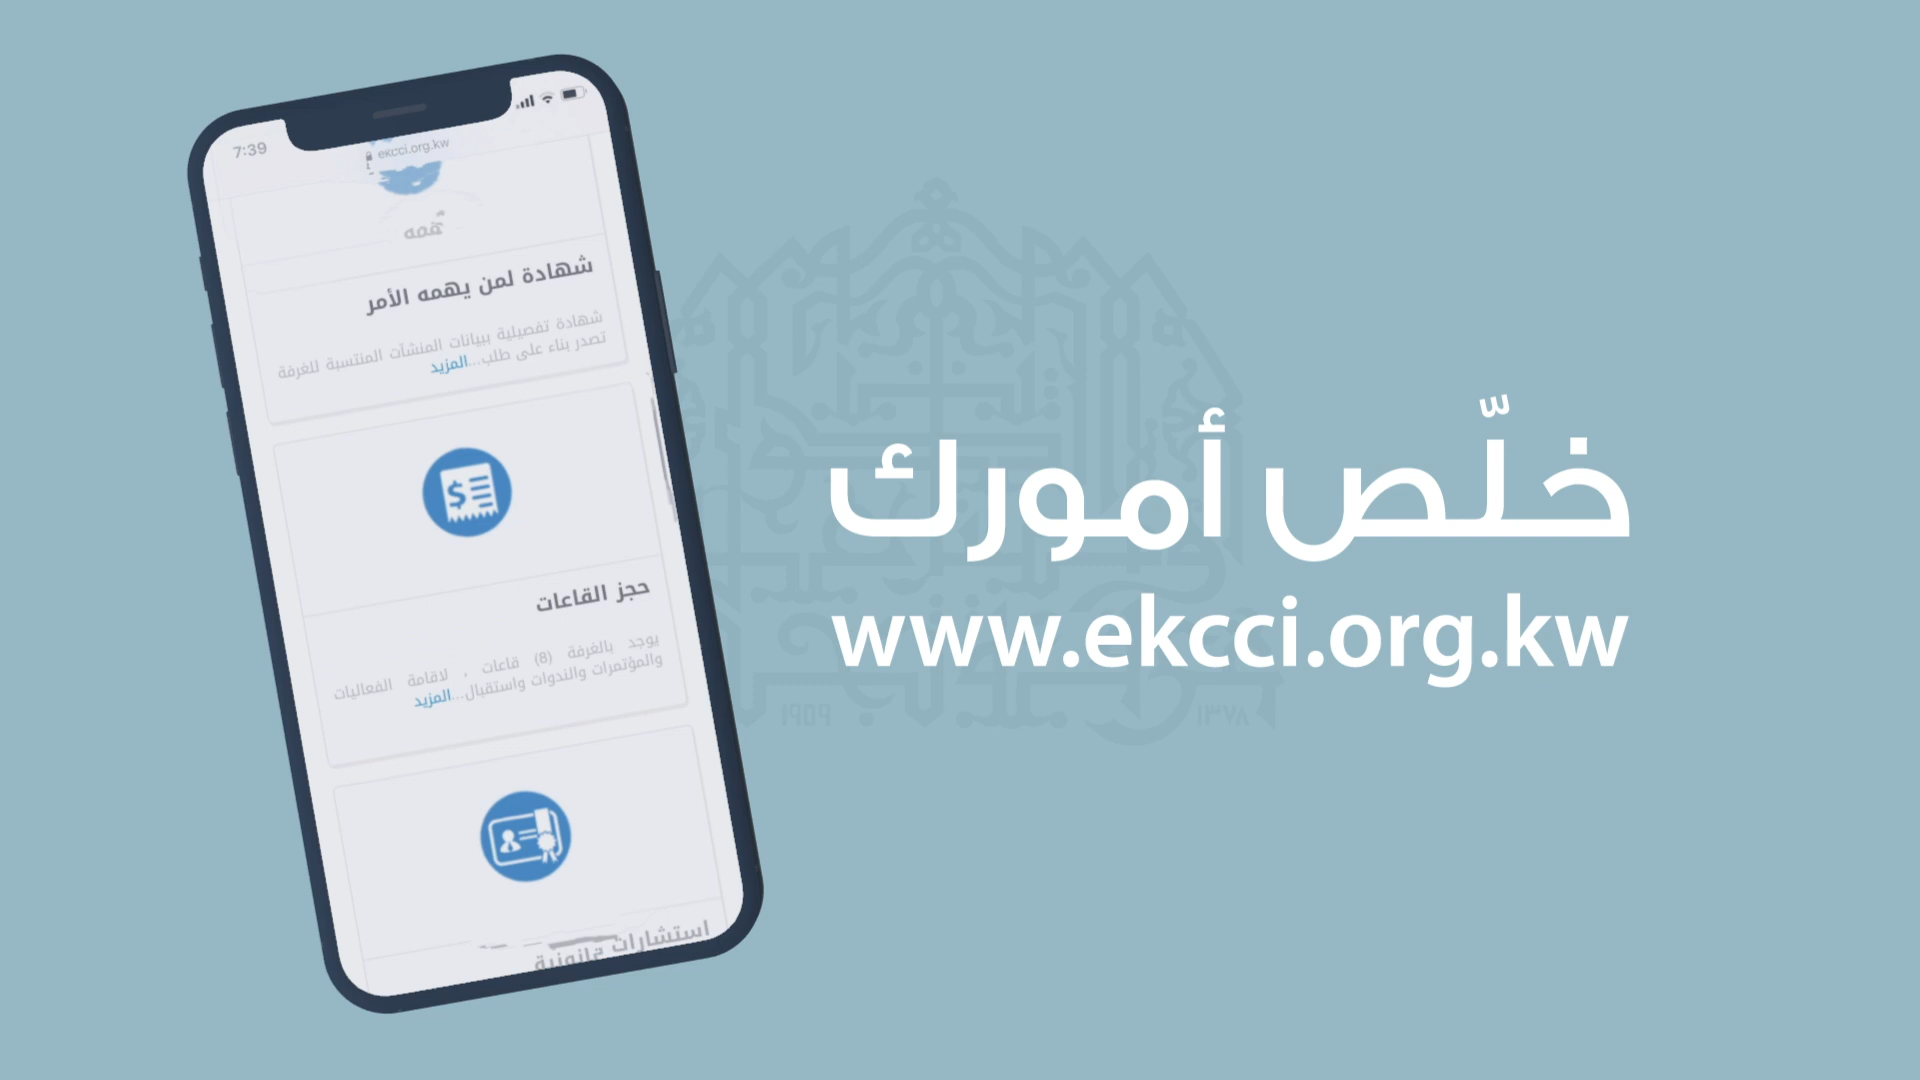 7:39
ekcci.org.kw
شهادة لمن يهمه الأمر
شهادة تفصيلية ببيانات المنشآت المنتسبة للغرفة
تصدر بناء على طلب...المزيد
حجز القاعات
يوجد بالغرفة (8) قاعات ، لاقامة الفعاليات
والمؤتمرات والندوات واستقبال...المزيد
استشارات قانونية
خلّص أمورك
www.ekcci.org.kw
١٩٥٩
١٣٧٨